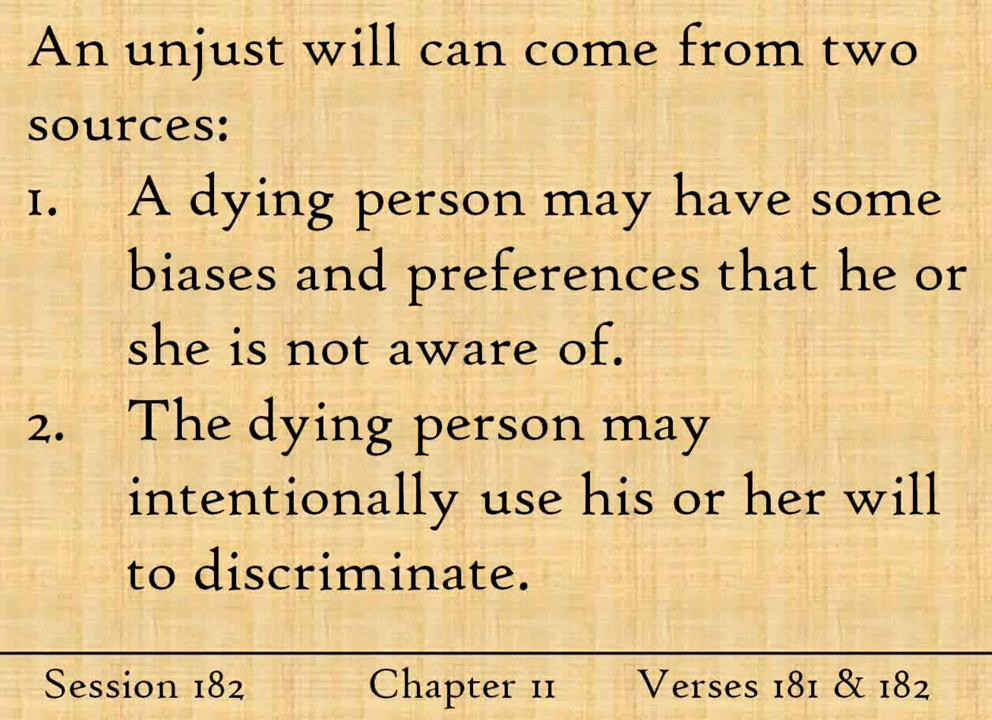 An unjust will can come from two
sources:
1. A dying person may have some
biases and preferences that he or
she is not aware of.
2. The dying person may
intentionally use his or her will
to discriminate.
Session 182 Chapter 11 Verses 181 & 182